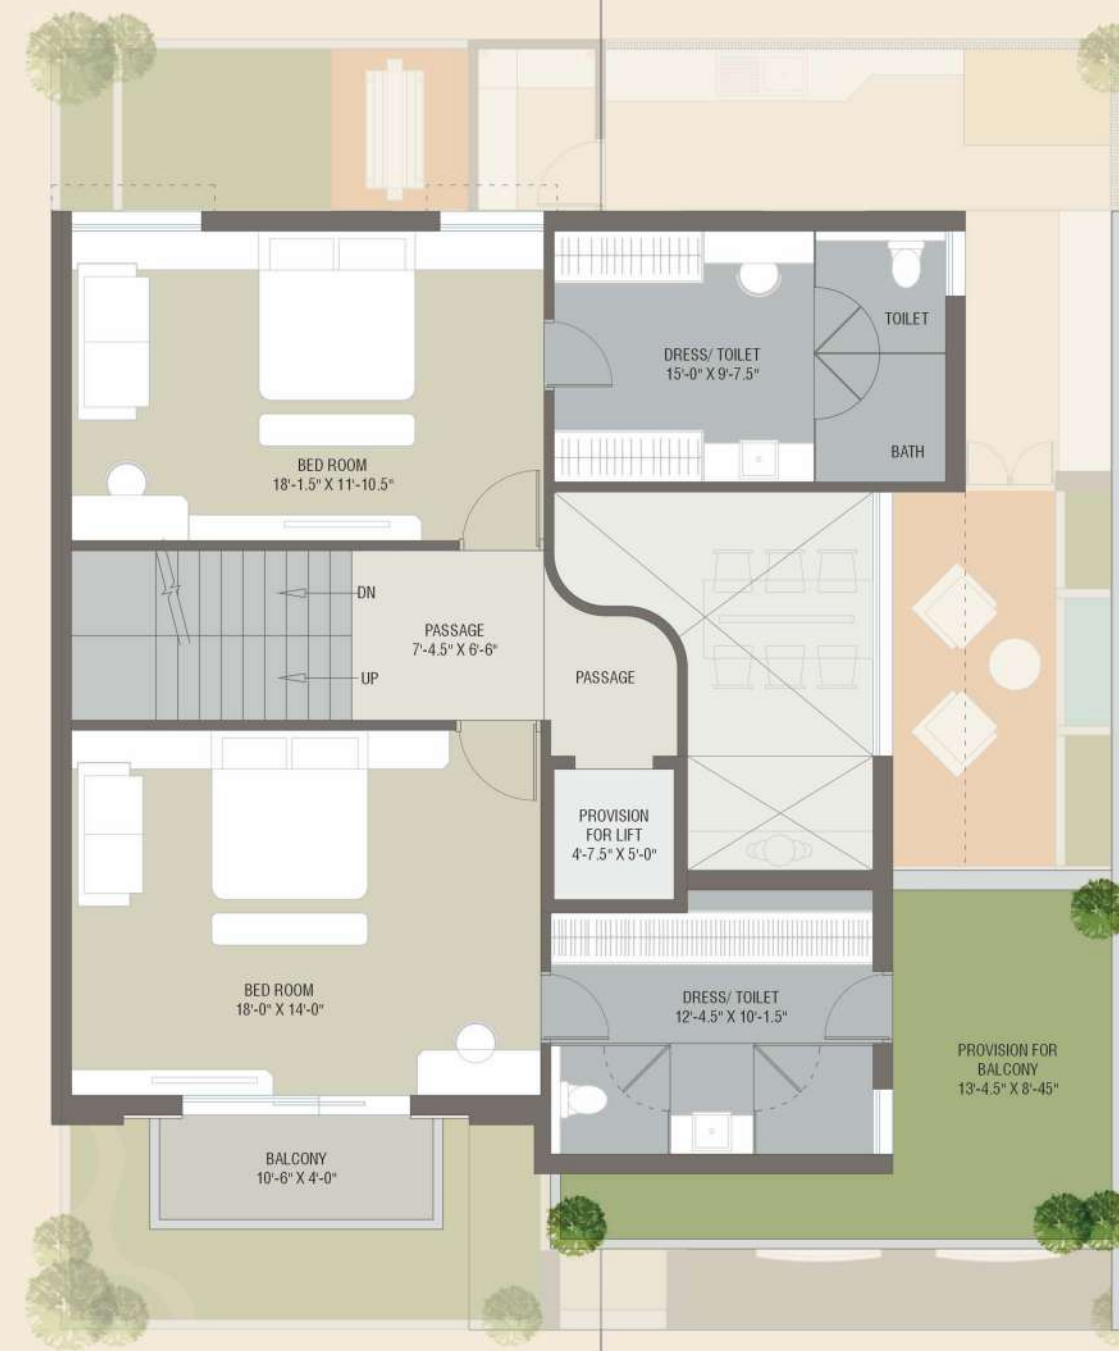 TOILET
DRESS/ TOILET
15'-0" X 9'-7.5"
BATH
BED ROOM
18'-1.5" X 11'-10.5"
DN
PASSAGE
7'-4.5" X 6'-6"
UP
PASSAGE
PROVISION
FOR LIFT
4'-7.5" X 5'-0"
BED ROOM
18'-0" X 14'-0"
DRESS/ TOILET
12'-4.5" X 10'-1.5"
PROVISION FOR
BALCONY
13'-4.5" X 8'-45"
BALCONY
10'-6" X 4'-0"